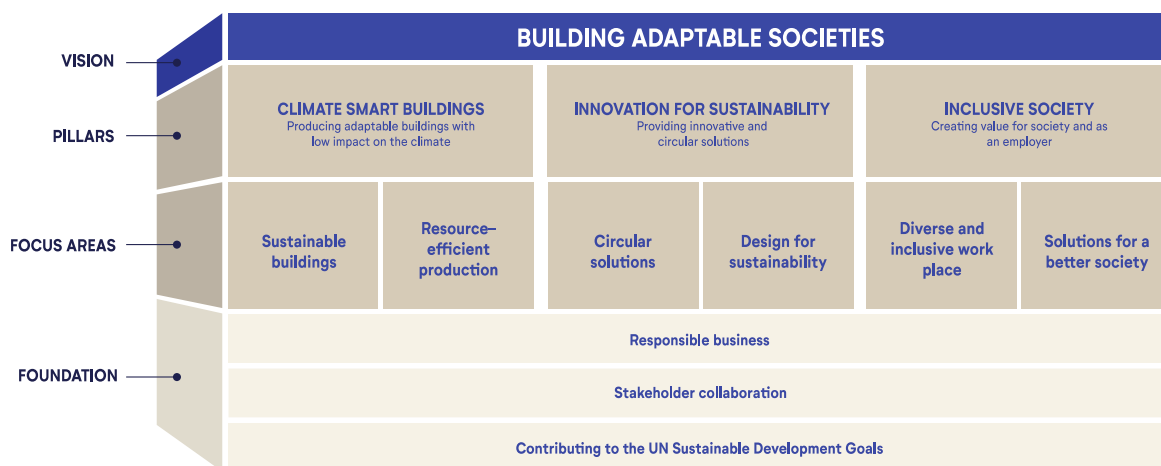 BUILDING ADAPTABLE SOCIETIES
VISION
PILLARS
CLIMATE SMART BUILDINGS
Producing adaptable buildings with
low impact on the climate
INNOVATION FOR SUSTAINABILITY
Providing innovative and
circular solutions
INCLUSIVE SOCIETY
Creating value for society and as
an employer
FOCUS AREAS
Sustainable
buildings
Resource–
efficient
production
Circular
solutions
Design for
sustainability
Diverse and
inclusive work
place
Solutions for a
better society
FOUNDATION
Responsible business
Stakeholder collaboration
Contributing to the UN Sustainable Development Goals